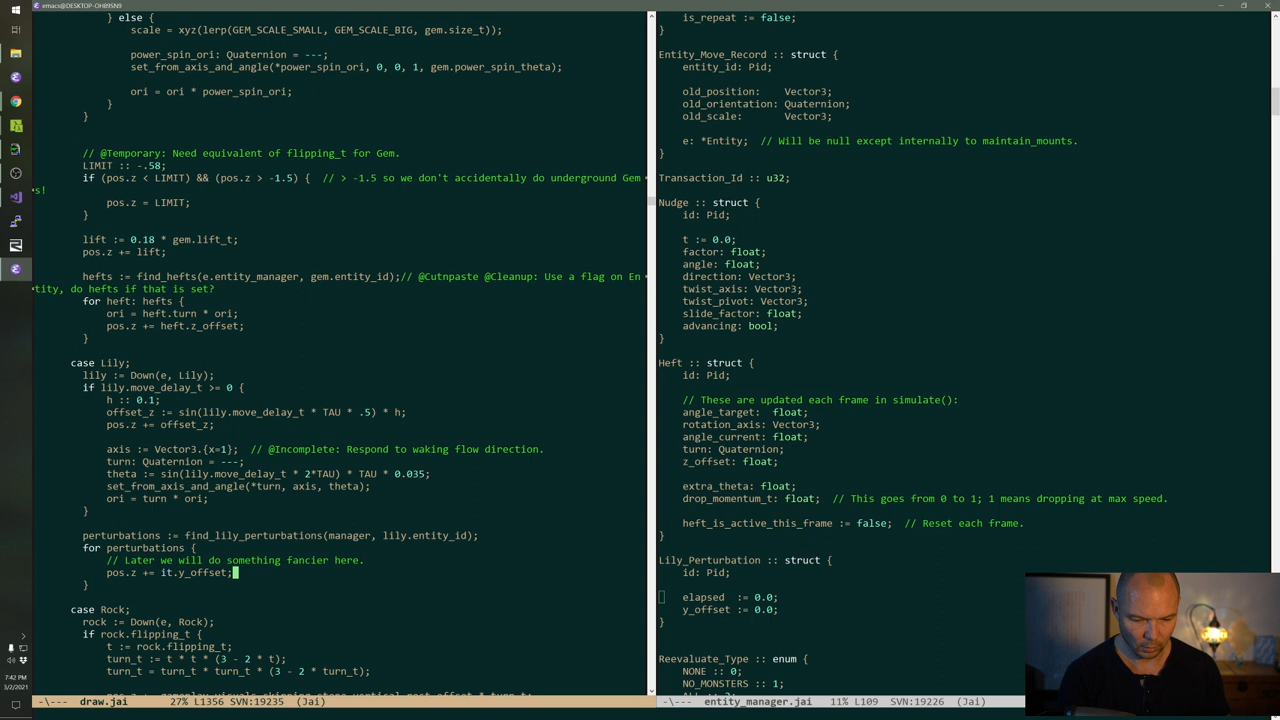 emacs@DESKTOP-OH89SN9
} else {
scale = xyz(lerp(GEM_SCALE_SMALL, GEM_SCALE_BIG, gem.size_t));
power_spin_ori: Quaternion = ---;
set_from_axis_and_angle(*power_spin_ori, 0, 0, 1, gem.power_spin_theta);
ori = ori * power_spin_ori;
}
}
// @Temporary: Need equivalent of flipping_t for Gem.
LIMIT :: -.58;
if (pos.z < LIMIT) && (pos.z > -1.5) {  // > -1.5 so we don't accidentally do underground Gem
s!
pos.z = LIMIT;
}
lift := 0.18 * gem.lift_t;
pos.z += lift;
hefts := find_hefts(e.entity_manager, gem.entity_id);// @Cutnpaste @Cleanup: Use a flag on En
tity, do hefts if that is set?
for heft: hefts {
ori = heft.turn * ori;
pos.z += heft.z_offset;
}
case Lily;
lily := Down(e, Lily);
if lily.move_delay_t >= 0 {
h :: 0.1;
offset_z := sin(lily.move_delay_t * TAU * .5) * h;
pos.z += offset_z;
axis := Vector3.{x=1};  // @Incomplete: Respond to waking flow direction.
turn: Quaternion = ---;
theta := sin(lily.move_delay_t * 2*TAU) * TAU * 0.035;
set_from_axis_and_angle(*turn, axis, theta);
ori = turn * ori;
}
perturbations := find_lily_perturbations(manager, lily.entity_id);
for perturbations {
// Later we will do something fancier here.
pos.z += it.y_offset;
}
case Rock;
rock := Down(e, Rock);
if rock.flipping_t {
t := rock.flipping_t;
turn_t := t * t * (3 - 2 * t);
turn_t = turn_t * turn_t * (3 - 2 * turn_t);
-\---  draw.jai  27% L1356 SVN:19235  (Jai)
is_repeat := false;
}
Entity_Move_Record :: struct {
entity_id: Pid;
old_position:    Vector3;
old_orientation: Quaternion;
old_scale:       Vector3;
e: *Entity;  // Will be null except internally to maintain_mounts.
}
Transaction_Id :: u32;
Nudge :: struct {
id: Pid;
t := 0.0;
factor: float;
angle: float;
direction: Vector3;
twist_axis: Vector3;
twist_pivot: Vector3;
slide_factor: float;
advancing: bool;
}
Heft :: struct {
id: Pid;
// These are updated each frame in simulate():
angle_target:  float;
rotation_axis: Vector3;
angle_current: float;
turn: Quaternion;
z_offset: float;
extra_theta: float;
drop_momentum_t: float;  // This goes from 0 to 1; 1 means dropping at max speed.
heft_is_active_this_frame := false;  // Reset each frame.
}
Lily_Perturbation :: struct {
id: Pid;
elapsed  := 0.0;
y_offset := 0.0;
}
Reevaluate_Type :: enum {
NONE :: 0;
NO_MONSTERS :: 1;
-\---  entity_manager.jai  11% L109  SVN:19226  (Jai)
7:42 PM
3/2/2021